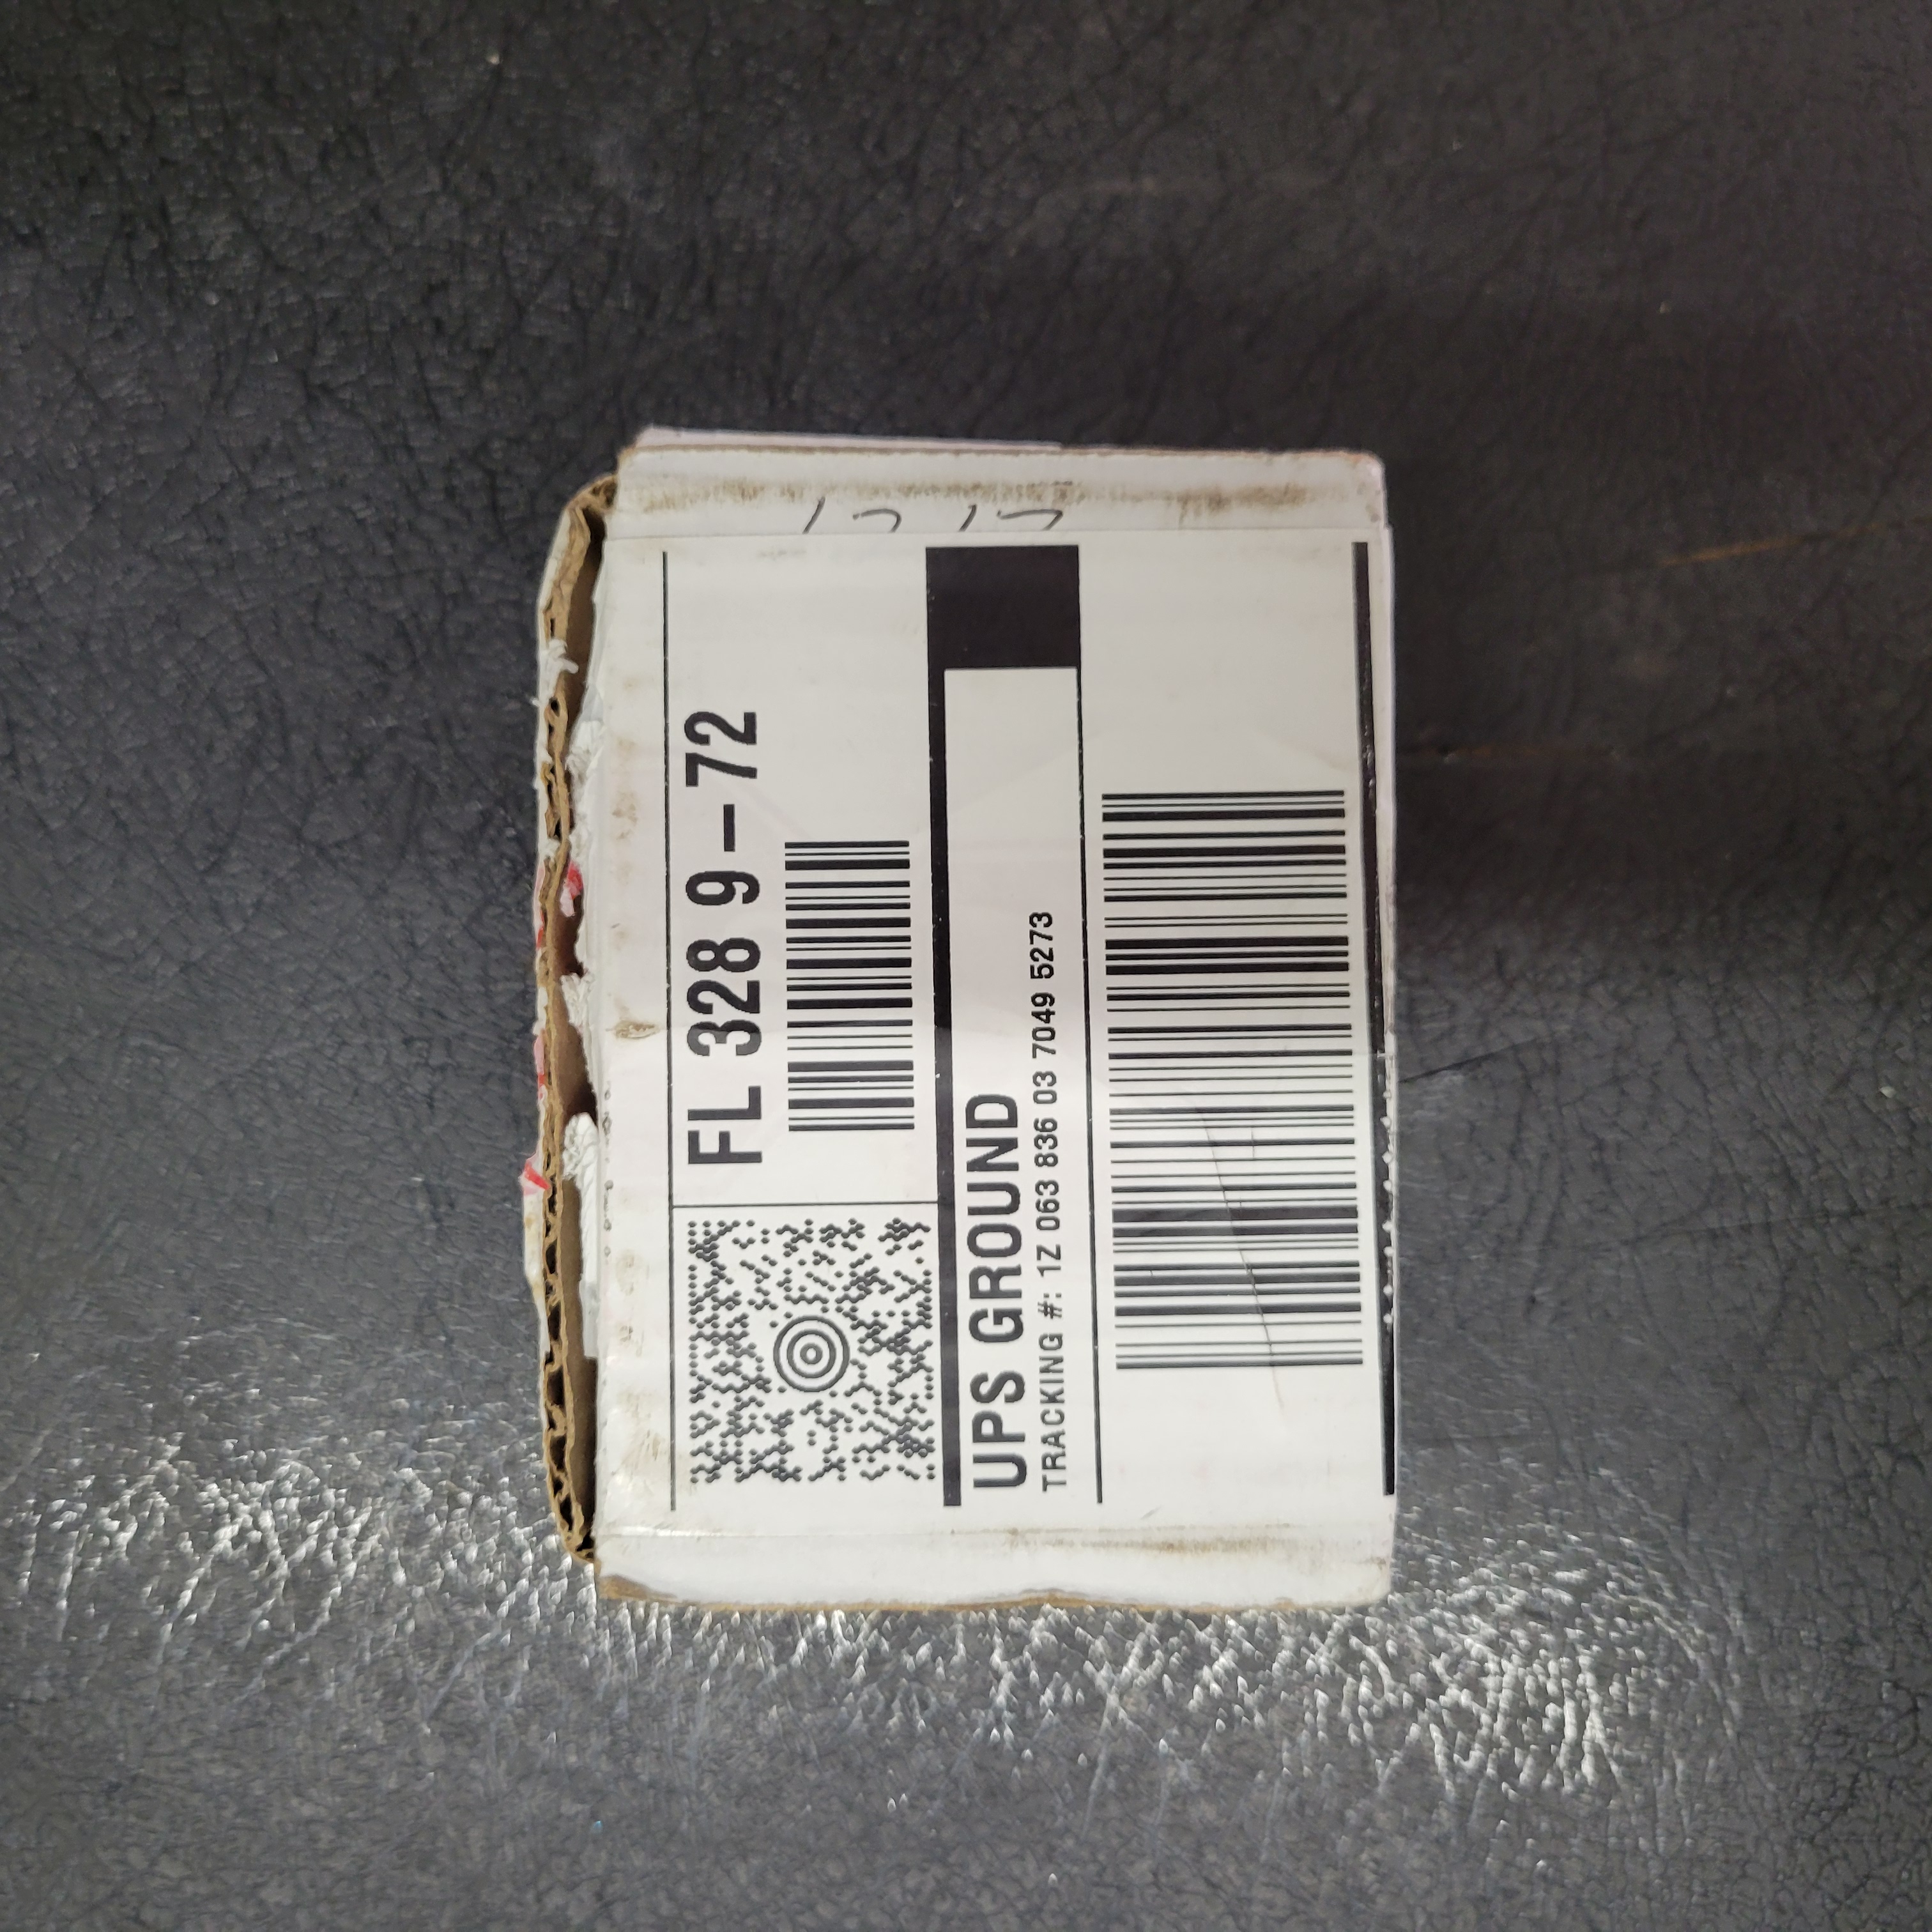 FL 328 9-72
UPS GROUND
TRACKING #: 1Z 063 836 03 7049 5273